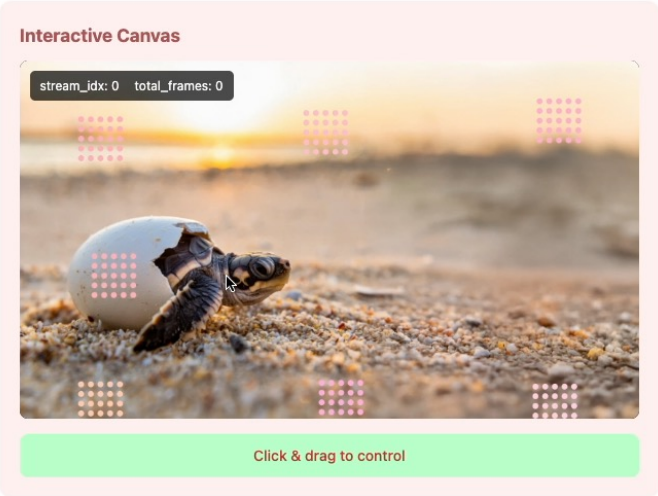 Interactive Canvas
stream_idx: 0 total_frames: 0
Click & drag to control